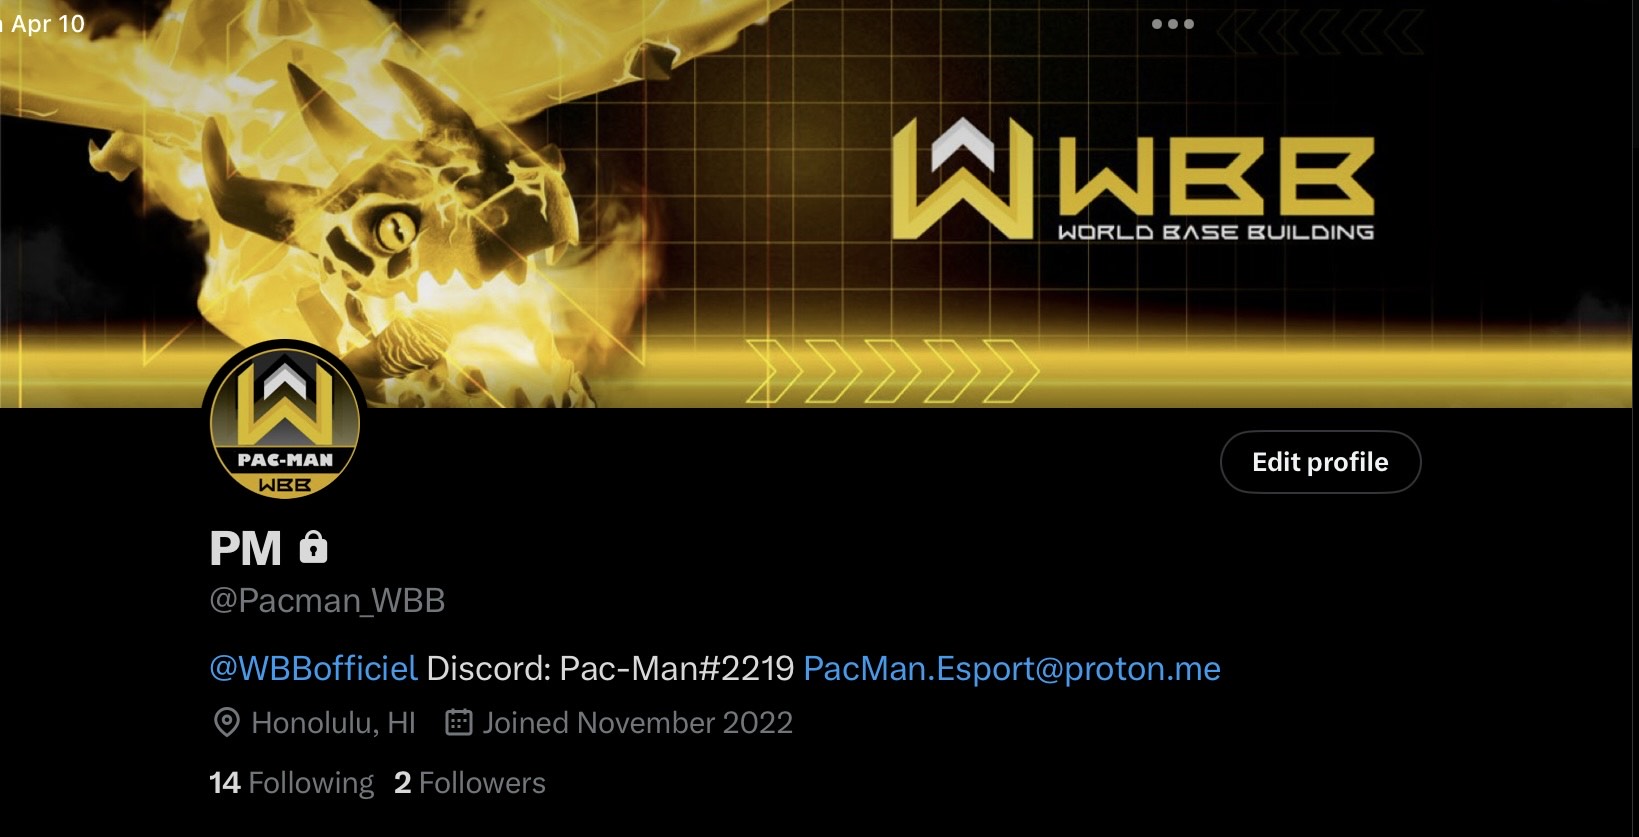 Apr 10
WBB
WORLD BASE BUILDING
PAC-MAN
WBB
Edit profile
PM
@Pacman_WBB
@WBBofficiel Discord: Pac-Man#2219 PacMan.Esport@proton.me
Honolulu, HI Joined November 2022
14 Following 2 Followers